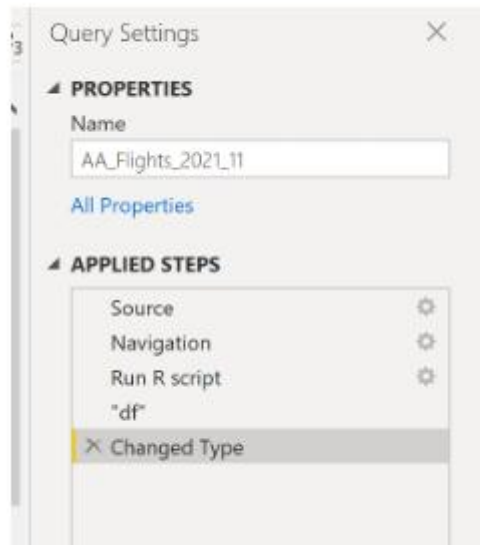 Query Settings
PROPERTIES
Name
AA_Flights_2021_11
All Properties
APPLIED STEPS
Source
Navigation
Run R script
"df"
Changed Type